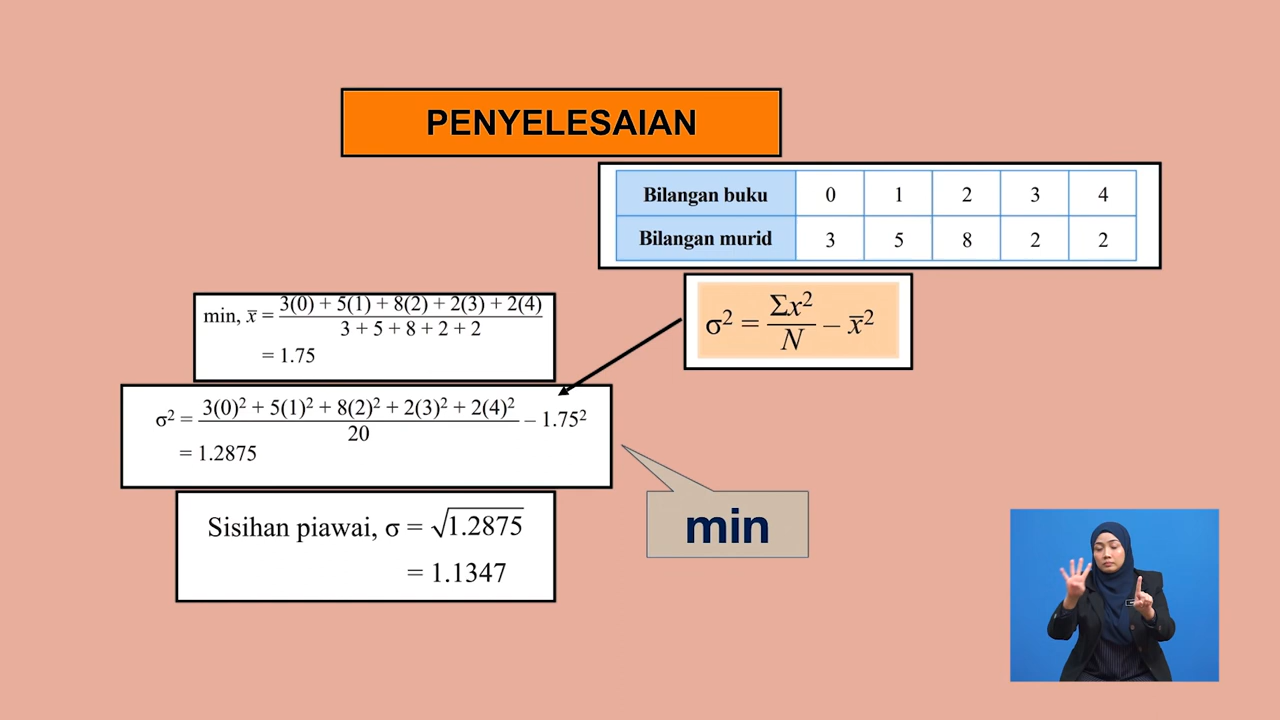 PENYELESAIAN
Bilangan buku 0 1 2 3 4
Bilangan murid 3 5 8 2 2
σ² = Σx²/N – x̄²
min, x̄ = 3(0) + 5(1) + 8(2) + 2(3) + 2(4)
3 + 5 + 8 + 2 + 2
= 1.75
σ² = 3(0)² + 5(1)² + 8(2)² + 2(3)² + 2(4)² – 1.75²
20
= 1.2875
min
Sisihan piawai, σ = √1.2875
= 1.1347